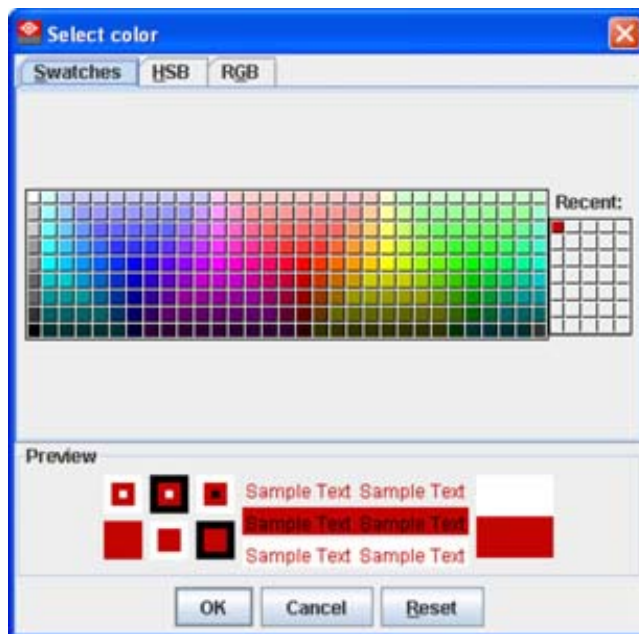 Select color
Swatches HSB RGB
Recent:
Preview
Sample Text Sample Text
Sample Text Sample Text
Sample Text Sample Text
OK Cancel Reset